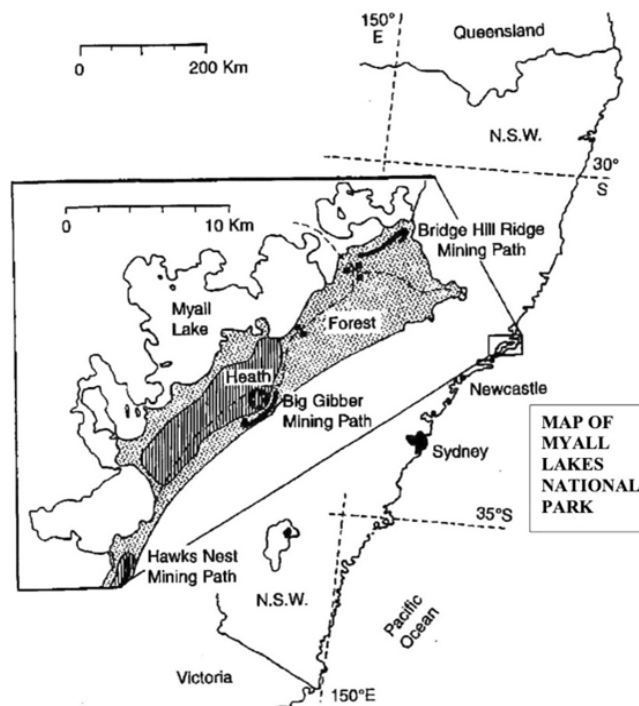 150°
E
Queensland
0 200 Km
N.S.W.
30°
S
0 10 Km
Bridge Hill Ridge
Mining Path
Myall
Lake
Forest
Heath
Big Gibber
Mining Path
Newcastle
Sydney
MAP OF
MYALL
LAKES
NATIONAL
PARK
35°S
Hawks Nest
Mining Path
N.S.W.
Pacific
Ocean
Victoria
150°E